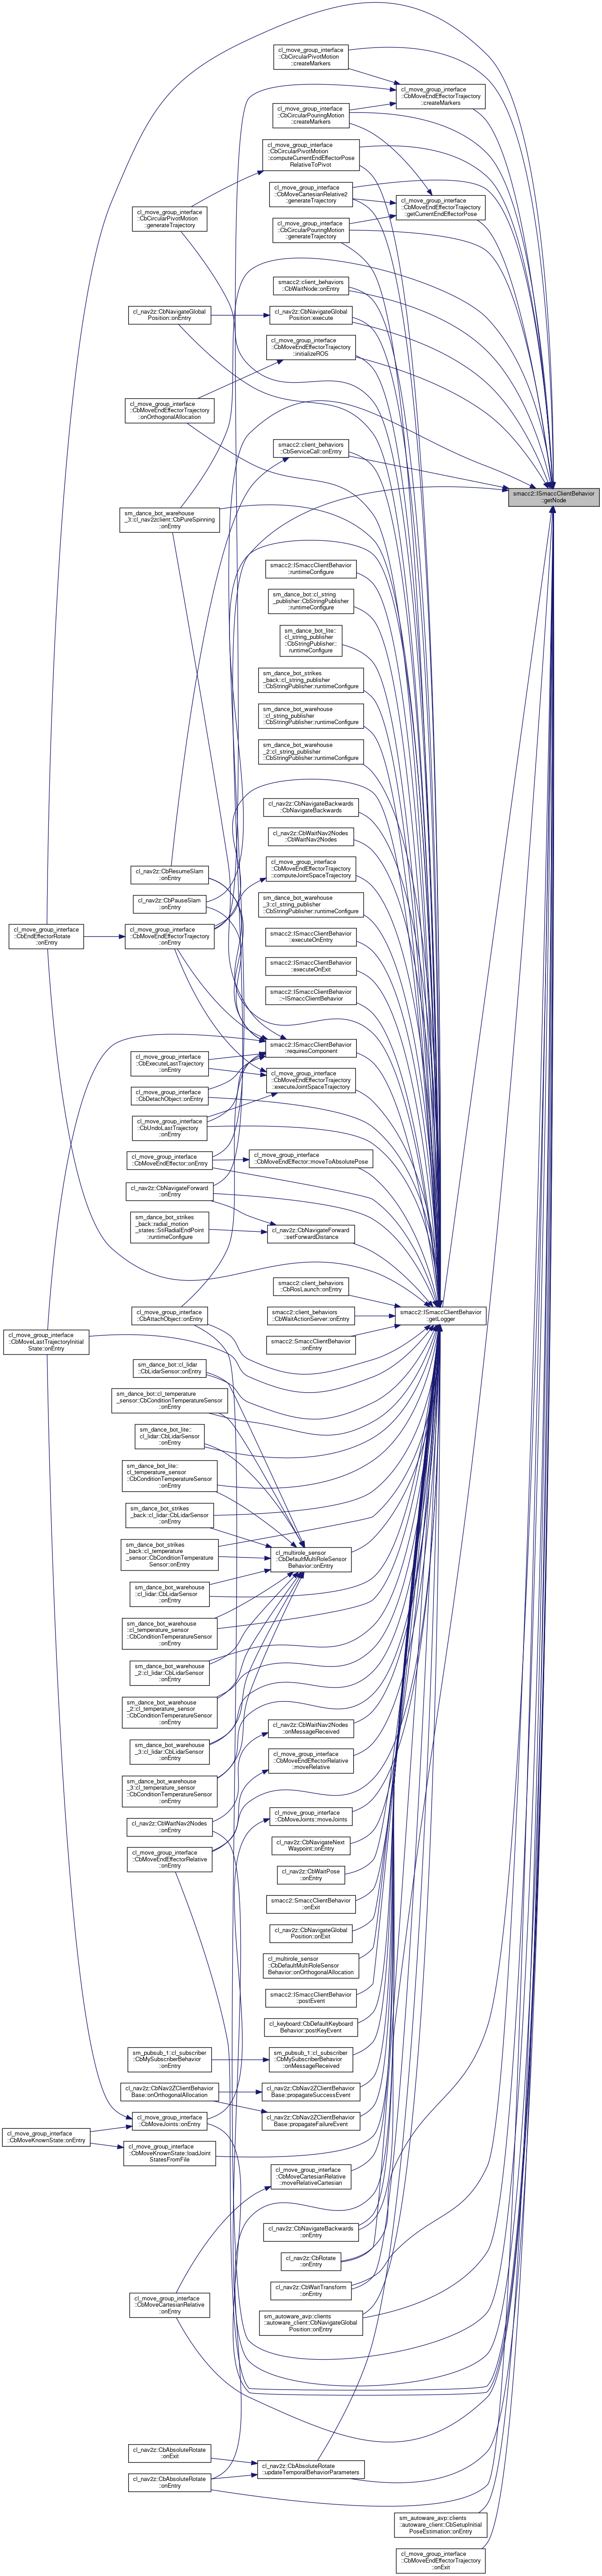 cl_move_group_interface
::CbCircularPivotMotion
::createMarkers
cl_move_group_interface
::CbMoveEndEffectorTrajectory
::createMarkers
cl_move_group_interface
::CbCircularPouringMotion
::createMarkers
cl_move_group_interface
::CbCircularPivotMotion
::computeCurrentEndEffectorPose
RelativeToPivot
cl_move_group_interface
::CbMoveCartesianRelative2
::generateTrajectory
cl_move_group_interface
::CbMoveEndEffectorTrajectory
::getCurrentEndEffectorPose
cl_move_group_interface
::CbCircularPivotMotion
::generateTrajectory
cl_move_group_interface
::CbCircularPouringMotion
::generateTrajectory
smacc2::client_behaviors
::CbWaitNode::onEntry
cl_nav2z::CbNavigateGlobal
Position::onEntry
cl_nav2z::CbNavigateGlobal
Position::execute
cl_move_group_interface
::CbMoveEndEffectorTrajectory
::initializeROS
cl_move_group_interface
::CbMoveEndEffectorTrajectory
::onOrthogonalAllocation
smacc2::client_behaviors
::CbServiceCall::onEntry
smacc2::ISmaccClientBehavior
::getNode
sm_dance_bot_warehouse
_3::cl_nav2zclient::CbPureSpinning
::onEntry
smacc2::ISmaccClientBehavior
::runtimeConfigure
sm_dance_bot::cl_string
_publisher::CbStringPublisher
::runtimeConfigure
sm_dance_bot_lite::
cl_string_publisher
::CbStringPublisher::
runtimeConfigure
sm_dance_bot_strikes
_back::cl_string_publisher
::CbStringPublisher::runtimeConfigure
sm_dance_bot_warehouse
::cl_string_publisher
::CbStringPublisher::runtimeConfigure
sm_dance_bot_warehouse
_2::cl_string_publisher
::CbStringPublisher::runtimeConfigure
cl_nav2z::CbNavigateBackwards
::CbNavigateBackwards
cl_nav2z::CbWaitNav2Nodes
::CbWaitNav2Nodes
cl_nav2z::CbResumeSlam
::onEntry
cl_move_group_interface
::CbMoveEndEffectorTrajectory
::computeJointSpaceTrajectory
cl_nav2z::CbPauseSlam
::onEntry
sm_dance_bot_warehouse
_3::cl_string_publisher
::CbStringPublisher::runtimeConfigure
cl_move_group_interface
::CbEndEffectorRotate
::onEntry
cl_move_group_interface
::CbMoveEndEffectorTrajectory
::onEntry
smacc2::ISmaccClientBehavior
::executeOnEntry
smacc2::ISmaccClientBehavior
::executeOnExit
smacc2::ISmaccClientBehavior
::~ISmaccClientBehavior
smacc2::ISmaccClientBehavior
::requiresComponent
cl_move_group_interface
::CbExecuteLastTrajectory
::onEntry
cl_move_group_interface
::CbMoveEndEffectorTrajectory
::executeJointSpaceTrajectory
cl_move_group_interface
::CbDetachObject::onEntry
cl_move_group_interface
::CbUndoLastTrajectory
::onEntry
cl_move_group_interface
::CbMoveEndEffector::onEntry
cl_move_group_interface
::CbMoveEndEffector::moveToAbsolutePose
cl_nav2z::CbNavigateForward
::onEntry
sm_dance_bot_strikes
_back::radial_motion
_states::StiRadialEndPoint
::runtimeConfigure
cl_nav2z::CbNavigateForward
::setForwardDistance
smacc2::client_behaviors
::CbRosLaunch::onEntry
cl_move_group_interface
::CbAttachObject::onEntry
smacc2::client_behaviors
::CbWaitActionServer::onEntry
smacc2::ISmaccClientBehavior
::getLogger
cl_move_group_interface
::CbMoveLastTrajectoryInitial
State::onEntry
smacc2::SmaccClientBehavior
::onEntry
sm_dance_bot::cl_lidar
::CbLidarSensor::onEntry
sm_dance_bot::cl_temperature
_sensor::CbConditionTemperatureSensor
::onEntry
sm_dance_bot_lite::
cl_lidar::CbLidarSensor
::onEntry
sm_dance_bot_lite::
cl_temperature_sensor
::CbConditionTemperatureSensor
::onEntry
sm_dance_bot_strikes
_back::cl_lidar::CbLidarSensor
::onEntry
sm_dance_bot_strikes
_back::cl_temperature
_sensor::CbConditionTemperature
Sensor::onEntry
cl_multirole_sensor
::CbDefaultMultiRoleSensor
Behavior::onEntry
sm_dance_bot_warehouse
::cl_lidar::CbLidarSensor
::onEntry
sm_dance_bot_warehouse
::cl_temperature_sensor
::CbConditionTemperatureSensor
::onEntry
sm_dance_bot_warehouse
_2::cl_lidar::CbLidarSensor
::onEntry
sm_dance_bot_warehouse
_2::cl_temperature_sensor
::CbConditionTemperatureSensor
::onEntry
sm_dance_bot_warehouse
_3::cl_lidar::CbLidarSensor
::onEntry
cl_nav2z::CbWaitNav2Nodes
::onMessageReceived
cl_move_group_interface
::CbMoveEndEffectorRelative
::moveRelative
sm_dance_bot_warehouse
_3::cl_temperature_sensor
::CbConditionTemperatureSensor
::onEntry
cl_nav2z::CbWaitNav2Nodes
::onEntry
cl_move_group_interface
::CbMoveJoints::moveJoints
cl_move_group_interface
::CbMoveEndEffectorRelative
::onEntry
cl_nav2z::CbNavigateNext
Waypoint::onEntry
cl_nav2z::CbWaitPose
::onEntry
smacc2::SmaccClientBehavior
::onExit
cl_nav2z::CbNavigateGlobal
Position::onExit
cl_multirole_sensor
::CbDefaultMultiRoleSensor
Behavior::onOrthogonalAllocation
smacc2::ISmaccClientBehavior
::postEvent
cl_keyboard::CbDefaultKeyboard
Behavior::postKeyEvent
sm_pubsub_1::cl_subscriber
::CbMySubscriberBehavior
::onEntry
sm_pubsub_1::cl_subscriber
::CbMySubscriberBehavior
::onMessageReceived
cl_nav2z::CbNav2ZClientBehavior
Base::onOrthogonalAllocation
cl_nav2z::CbNav2ZClientBehavior
Base::propagateSuccessEvent
cl_move_group_interface
::CbMoveJoints::onEntry
cl_nav2z::CbNav2ZClientBehavior
Base::propagateFailureEvent
cl_move_group_interface
::CbMoveKnownState::onEntry
cl_move_group_interface
::CbMoveKnownState::loadJoint
StatesFromFile
cl_move_group_interface
::CbMoveCartesianRelative
::moveRelativeCartesian
cl_nav2z::CbNavigateBackwards
::onEntry
cl_nav2z::CbRotate
::onEntry
cl_nav2z::CbWaitTransform
::onEntry
cl_move_group_interface
::CbMoveCartesianRelative
::onEntry
sm_autoware_avp::clients
::autoware_client::CbNavigateGlobal
Position::onEntry
cl_nav2z::CbAbsoluteRotate
::onExit
cl_nav2z::CbAbsoluteRotate
::updateTemporalBehaviorParameters
cl_nav2z::CbAbsoluteRotate
::onEntry
sm_autoware_avp::clients
::autoware_client::CbSetupInitial
PoseEstimation::onEntry
cl_move_group_interface
::CbMoveEndEffectorTrajectory
::onExit